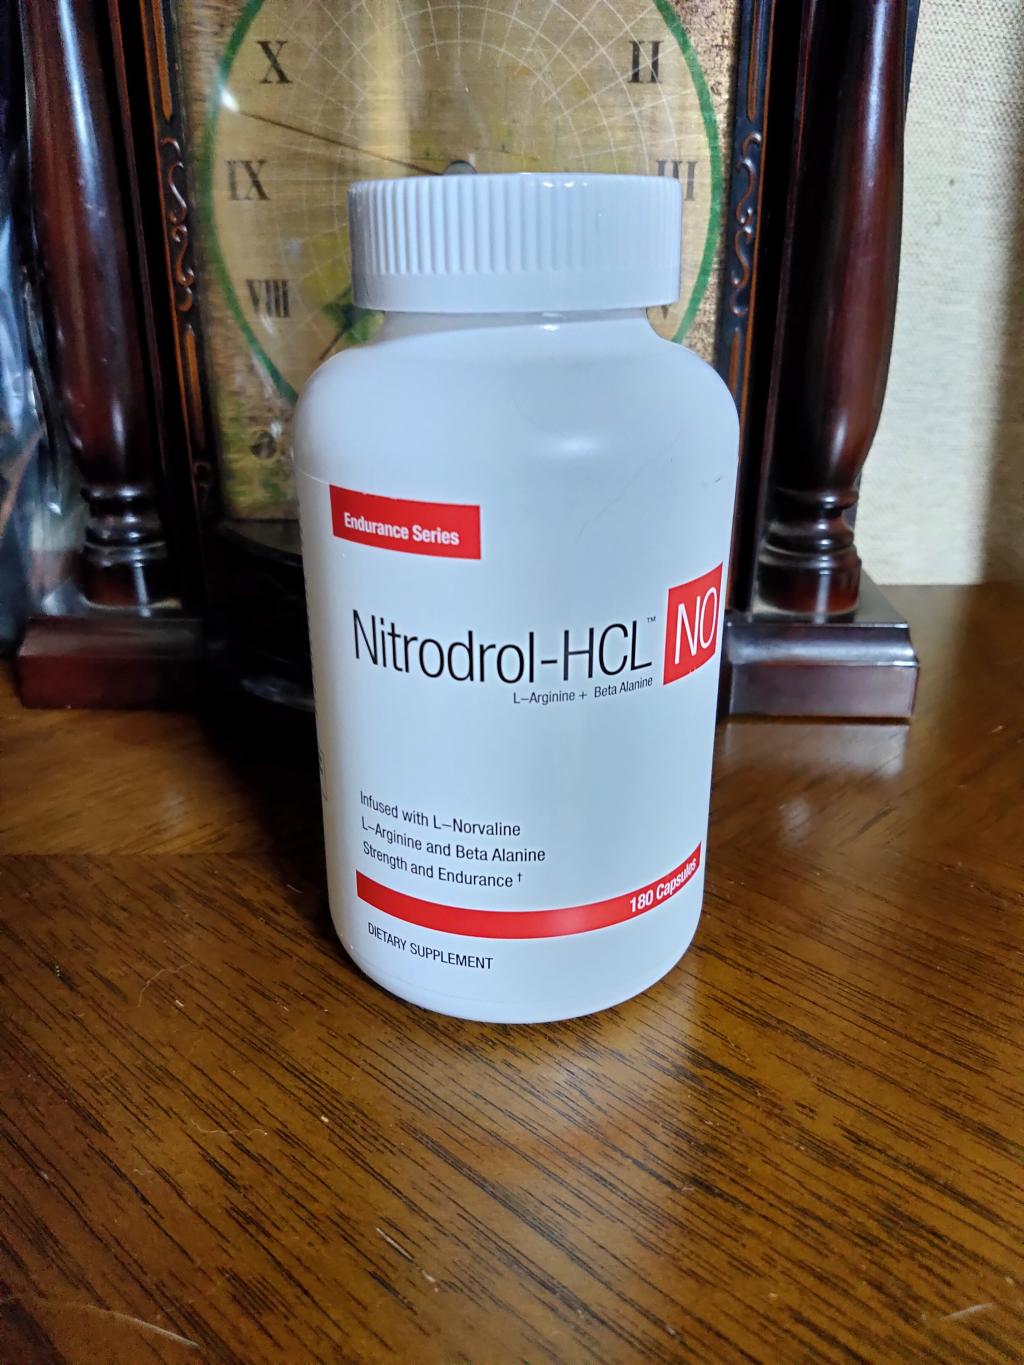 X
II
IX
III
VIII
Endurance Series
Nitrodrol-HCL™ NO
L-Arginine + Beta Alanine
Infused with L-Norvaline
L-Arginine and Beta Alanine
Strength and Endurance †
180 Capsules
DIETARY SUPPLEMENT